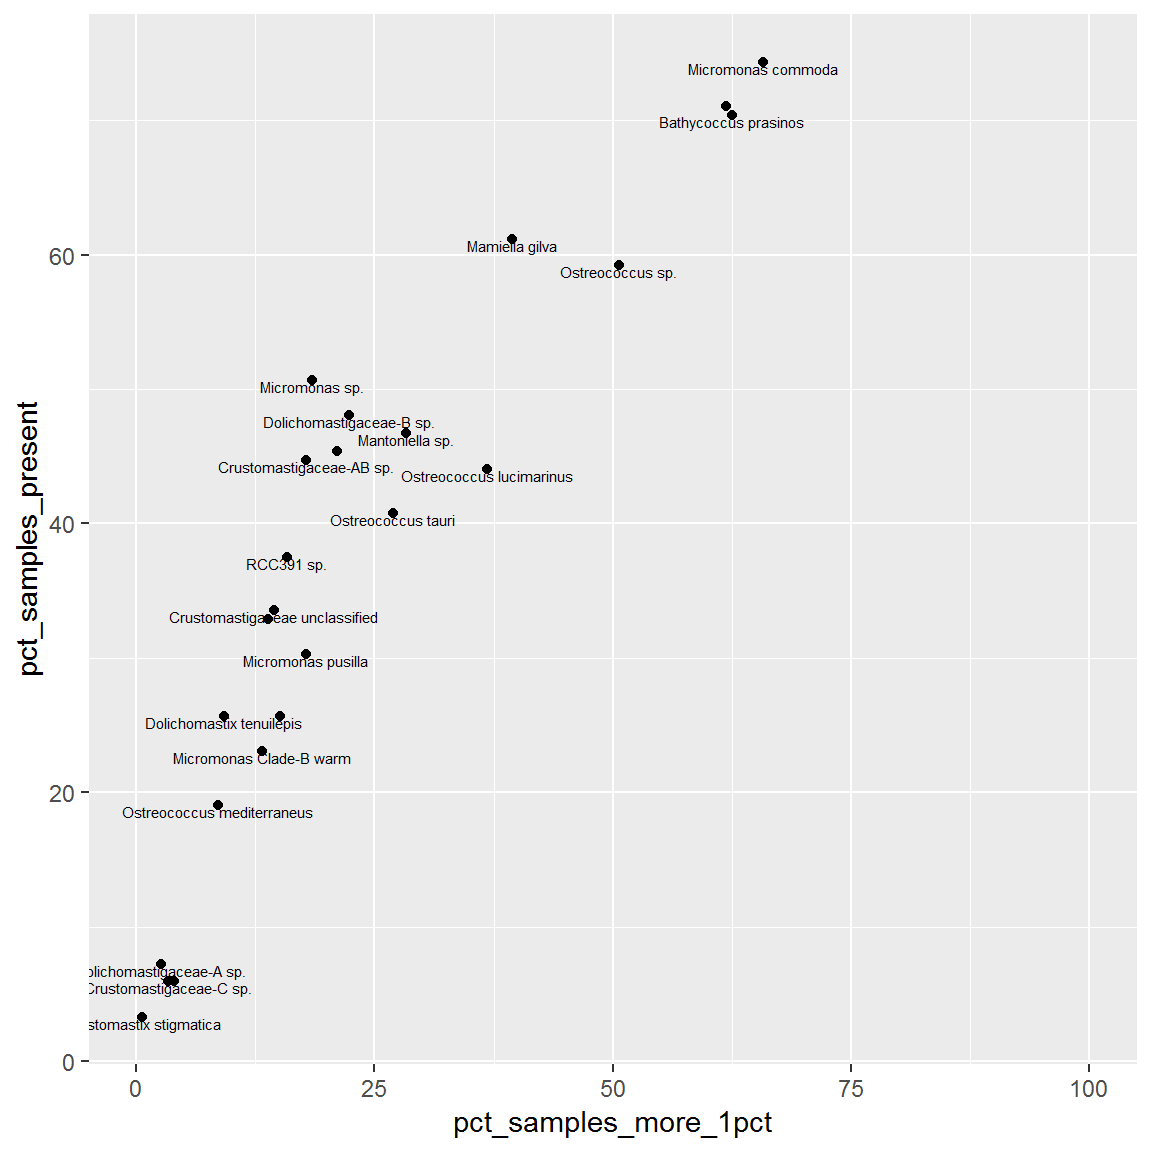 Micromonas commoda
Bathycoccus prasinos
Mamiella gilva
Ostreococcus sp.
Micromonas sp.
Dolichomastigaceae-B sp.
Mantoniella sp.
Crustomastigaceae-AB sp.
Ostreococcus lucimarinus
Ostreococcus tauri
RCC391 sp.
Crustomastigaceae unclassified
Micromonas pusilla
Dolichomastix tenuilepis
Micromonas Clade-B warm
Ostreococcus mediterraneus
olichomastigaceae-A sp.
Crustomastigaceae-C sp.
stomastix stigmatica
60
40
20
0
pct_samples_present
0 25 50 75 100
pct_samples_more_1pct